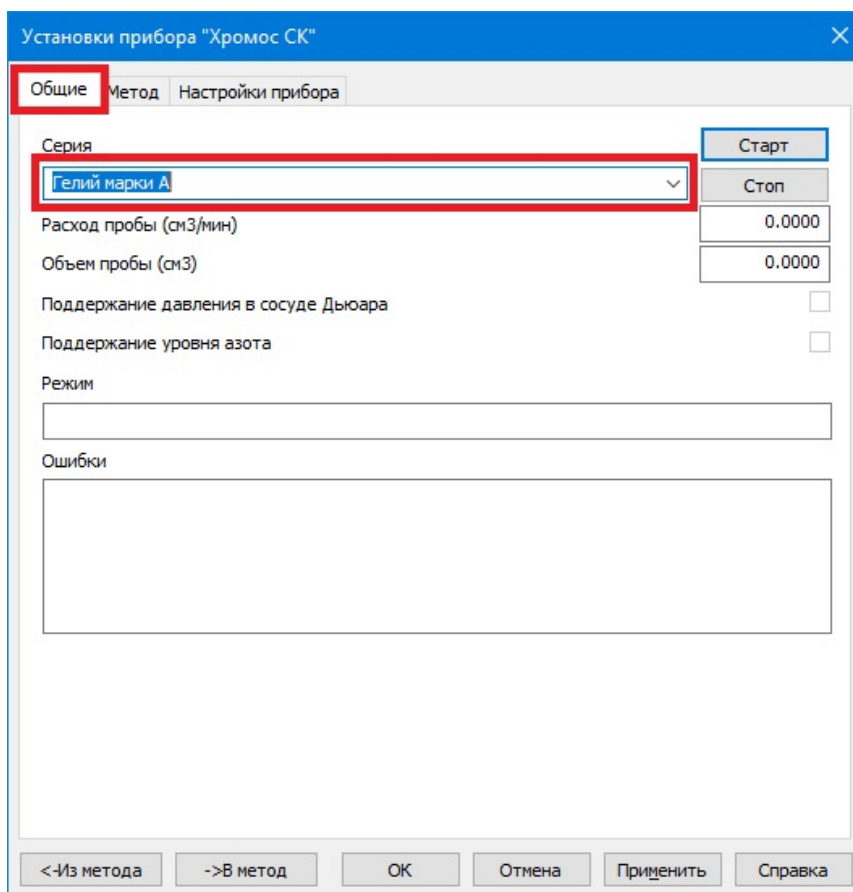 Установки прибора "Хромос СК"
Общие Метод Настройки прибора
Серия
Старт
Гелий марки А
Стоп
Расход пробы (см3/мин) 0.0000
Объем пробы (см3) 0.0000
Поддержание давления в сосуде Дьюара
Поддержание уровня азота
Режим
Ошибки
<-Из метода ->В метод ОК Отмена Применить Справка